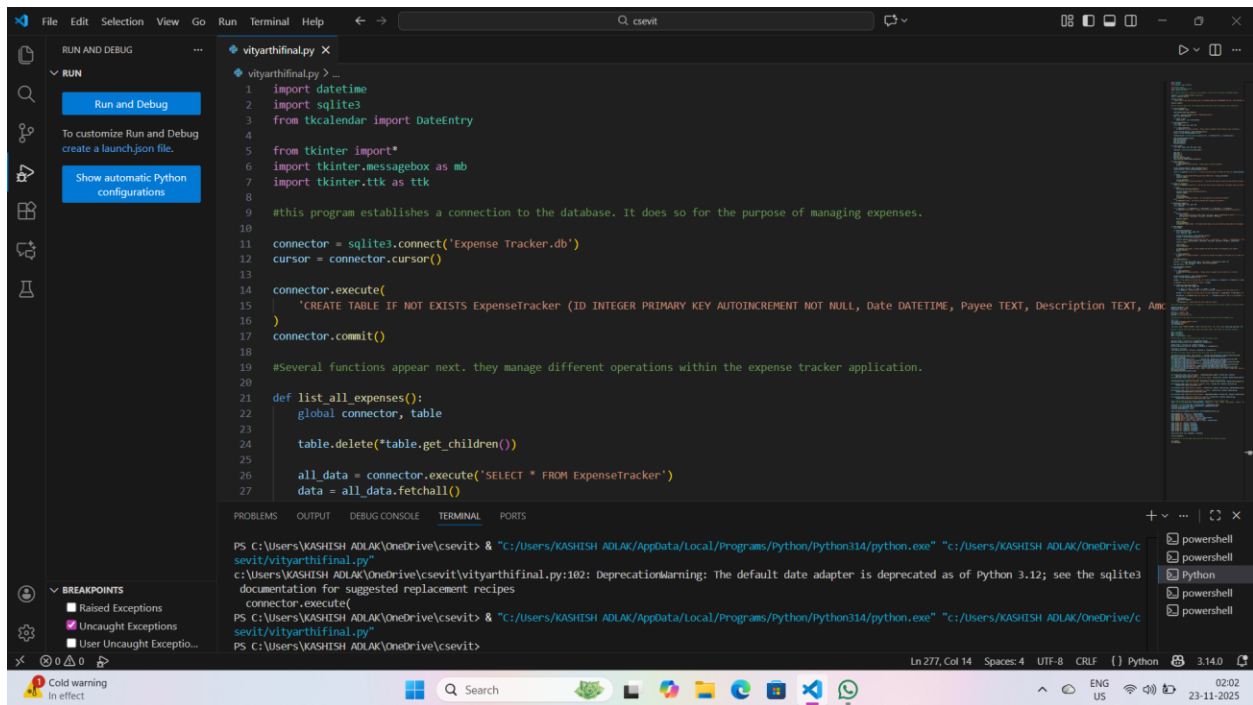 File Edit Selection View Go Run Terminal Help
csevit
RUN AND DEBUG
RUN
Run and Debug
To customize Run and Debug
create a launch.json file.
Show automatic Python
configurations
BREAKPOINTS
Raised Exceptions
Uncaught Exceptions
User Uncaught Exceptio...
vityarthifinal.py
vityarthifinal.py > ...
1 import datetime
2 import sqlite3
3 from tkcalendar import DateEntry
4
5 from tkinter import*
6 import tkinter.messagebox as mb
7 import tkinter.ttk as ttk
8
9 #this program establishes a connection to the database. It does so for the purpose of managing expenses.
10
11 connector = sqlite3.connect('Expense Tracker.db')
12 cursor = connector.cursor()
13
14 connector.execute(
15 'CREATE TABLE IF NOT EXISTS ExpenseTracker (ID INTEGER PRIMARY KEY AUTOINCREMENT NOT NULL, Date DATETIME, Payee TEXT, Description TEXT, Amo
16 )
17 connector.commit()
18
19 #Several functions appear next. they manage different operations within the expense tracker application.
20
21 def list_all_expenses():
22 global connector, table
23
24 table.delete(*table.get_children())
25
26 all_data = connector.execute('SELECT * FROM ExpenseTracker')
27 data = all_data.fetchall()
PROBLEMS OUTPUT DEBUG CONSOLE TERMINAL PORTS
PS C:\Users\KASHISH ADLAK\OneDrive\csevit> & "C:/Users/KASHISH ADLAK/AppData/Local/Programs/Python/Python314/python.exe" "c:/Users/KASHISH ADLAK/OneDrive/c
sevit/vityarthifinal.py"
c:\Users\KASHISH ADLAK\OneDrive\csevit\vityarthifinal.py:102: DeprecationWarning: The default date adapter is deprecated as of Python 3.12; see the sqlite3
documentation for suggested replacement recipes
connector.execute(
PS C:\Users\KASHISH ADLAK\OneDrive\csevit> & "C:/Users/KASHISH ADLAK/AppData/Local/Programs/Python/Python314/python.exe" "c:/Users/KASHISH ADLAK/OneDrive/c
sevit/vityarthifinal.py"
PS C:\Users\KASHISH ADLAK\OneDrive\csevit>
powershell
powershell
Python
powershell
powershell
0 0 Ln 277, Col 14 Spaces: 4 UTF-8 CRLF {} Python 3.14.0
Cold warning
In effect
Search
ENG
US
02:02
23-11-2025